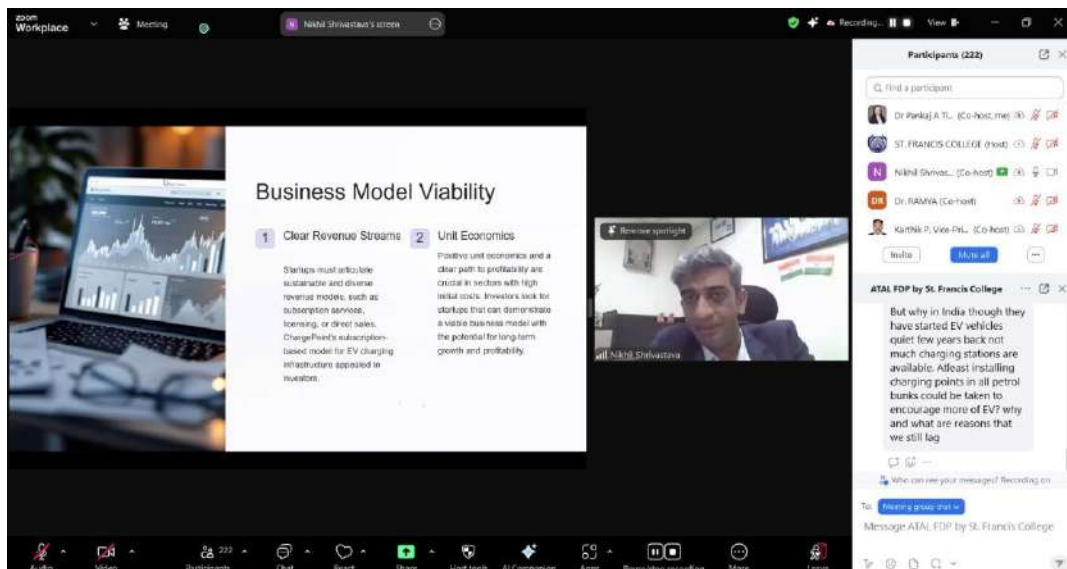 zoom
Workplace
Meeting
Nikhil Shrivastava's screen
Recording...
View
Business Model Viability
1 Clear Revenue Streams
Startups must articulate
sustainable and diverse
revenue models, such as
subscription services,
licensing, or direct sales.
ChargePoint's subscription-
based model for EV charging
infrastructure appealed to
investors.
2 Unit Economics
Positive unit economics and a
clear path to profitability are
crucial in sectors with high
initial costs. Investors look for
startups that can demonstrate
a viable business model with
the potential for long-term
growth and profitability.
Remove spotlight
Nikhil Shrivastava
Participants (222)
Find a participant
Dr Pankaj A Ti... (Co-host, me)
ST. FRANCIS COLLEGE (Host)
N Nikhil Shrivas... (Co-host)
DR Dr. RAMYA (Co-host)
Karthik P, Vice-Pri... (Co-host)
Invite
Mute all
ATAL FDP by St. Francis College
But why in India though they
have started EV vehicles
quiet few years back not
much charging stations are
available. Atleast installing
charging points in all petrol
bunks could be taken to
encourage more of EV? why
and what are reasons that
we still lag
Who can see your messages? Recording on
To: Meeting group chat
Message ATAL FDP by St. Francis College
Audio
Video
222
Participants
Chat
React
Share
Host tools
AI Companion
Apps
Pause/stop recording
More
Leave